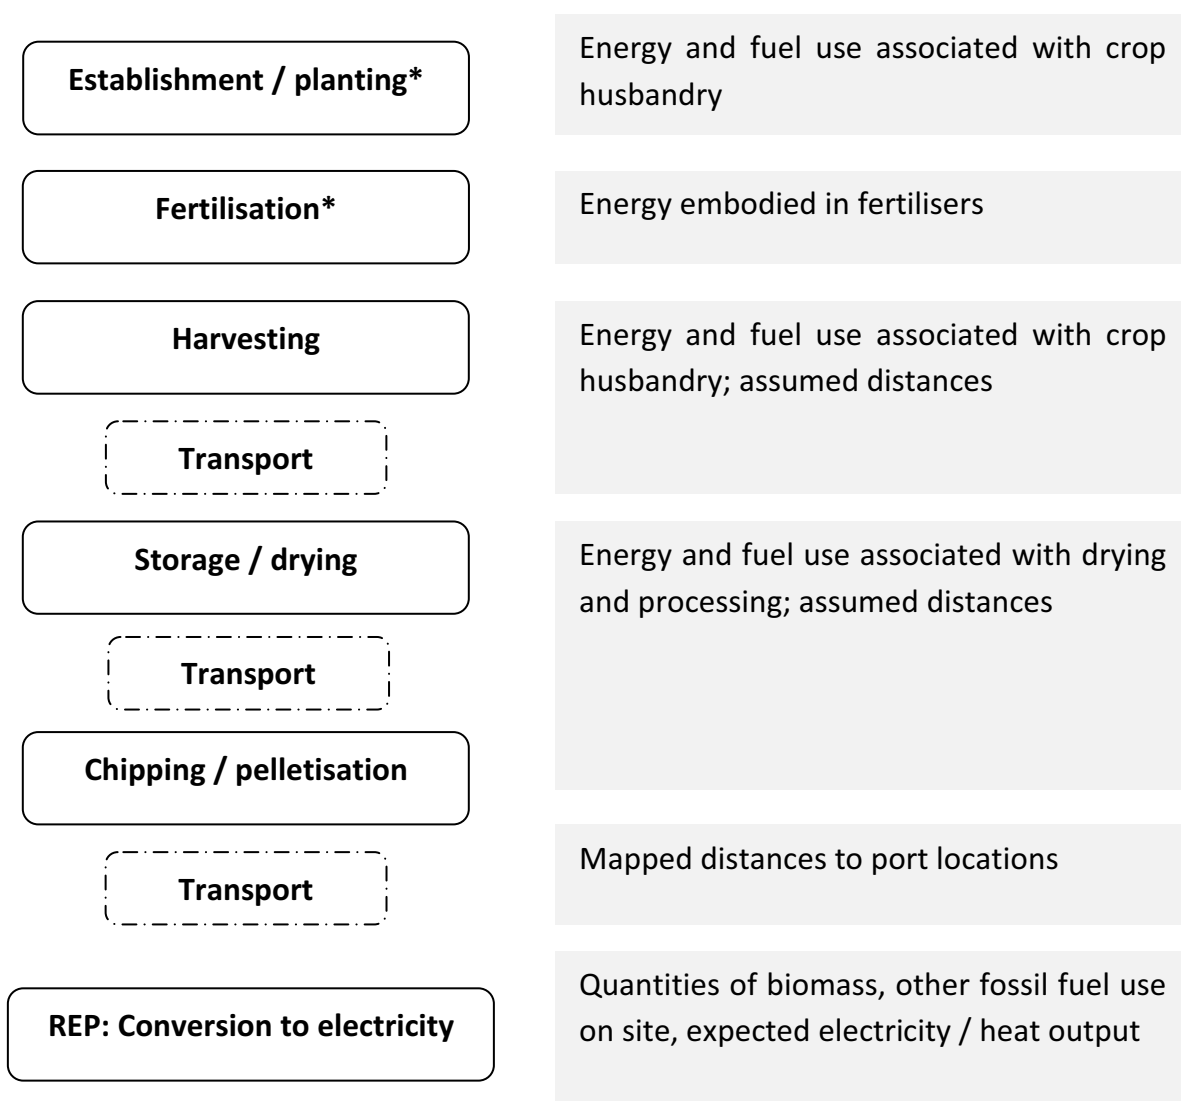 Establishment / planting*
Energy and fuel use associated with crop
husbandry
Fertilisation*
Energy embodied in fertilisers
Harvesting
Energy and fuel use associated with crop
husbandry; assumed distances
Transport
Storage / drying
Energy and fuel use associated with drying
and processing; assumed distances
Transport
Chipping / pelletisation
Transport
Mapped distances to port locations
REP: Conversion to electricity
Quantities of biomass, other fossil fuel use
on site, expected electricity / heat output